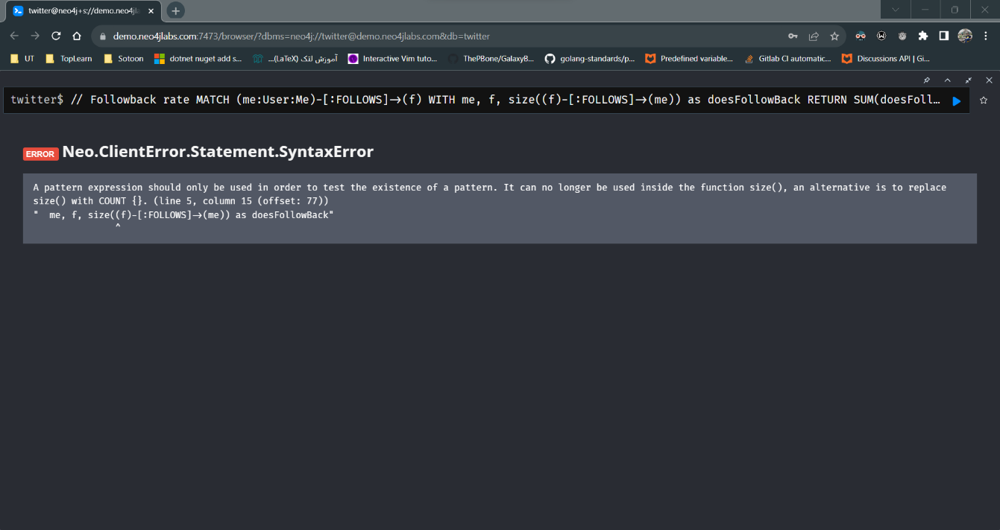 twitter@neo4j+s://demo.neo4jla
demo.neo4jlabs.com:7473/browser/?dbms=neo4j://twitter@demo.neo4jlabs.com&db=twitter
UT TopLearn Sotoon dotnet nuget add s... آموزش لتک (LaTeX)... Interactive Vim tuto... ThePBone/GalaxyB... golang-standards/p... Predefined variable... Gitlab CI automatic... Discussions API | Gi...
twitter$ // Followback rate MATCH (me:User:Me)-[:FOLLOWS]->(f) WITH me, f, size((f)-[:FOLLOWS]->(me)) as doesFollowBack RETURN SUM(doesFoll...
ERROR Neo.ClientError.Statement.SyntaxError
A pattern expression should only be used in order to test the existence of a pattern. It can no longer be used inside the function size(), an alternative is to replace
size() with COUNT {}. (line 5, column 15 (offset: 77))
"  me, f, size((f)-[:FOLLOWS]->(me)) as doesFollowBack"
^